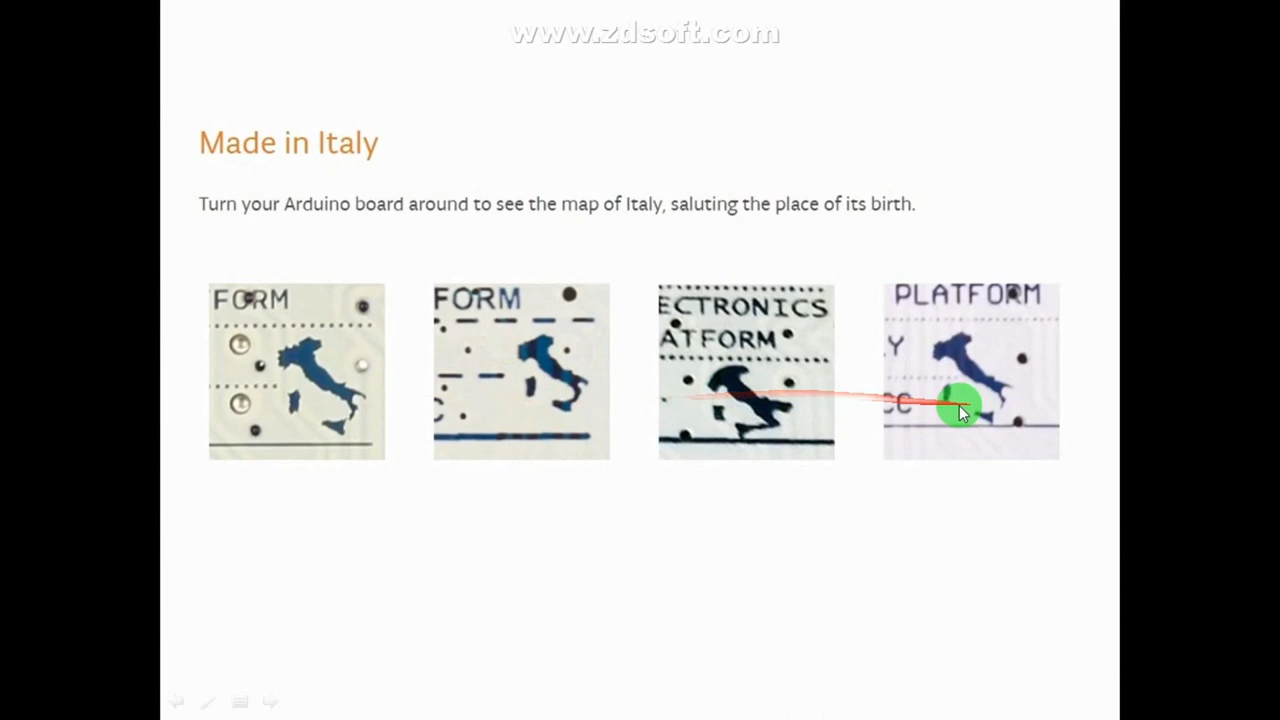 www.zdsoft.com
Made in Italy
Turn your Arduino board around to see the map of Italy, saluting the place of its birth.
FORM
FORM
C
ECTRONICS
ATFORM
PLATFORM
Y
CC